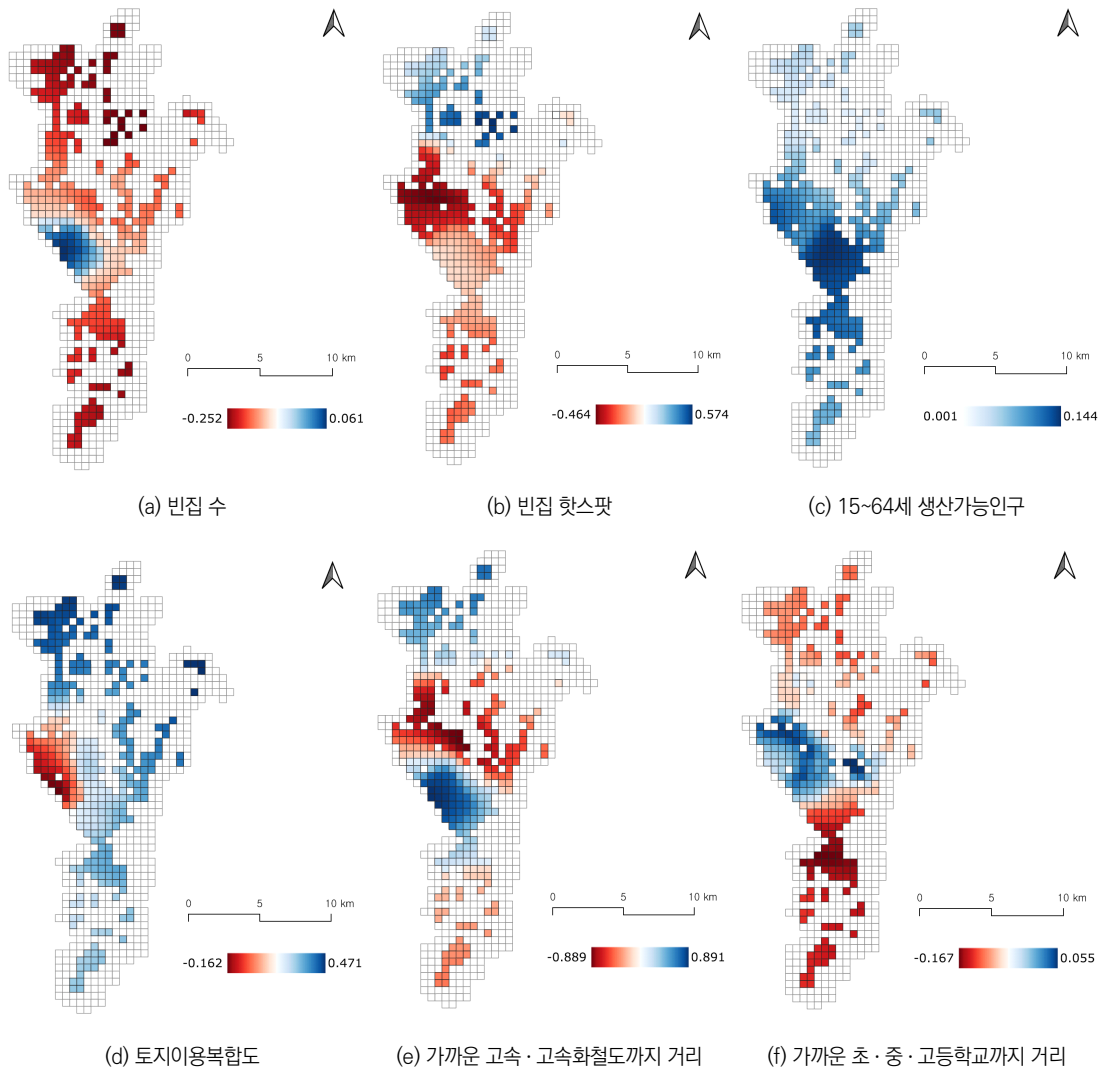 0 5 10 km
-0.252 0.061
0 5 10 km
-0.464 0.574
0 5 10 km
0.001 0.144
(a) 빈집 수
(b) 빈집 핫스팟
(c) 15~64세 생산가능인구
0 5 10 km
-0.162 0.471
0 5 10 km
-0.889 0.891
0 5 10 km
-0.167 0.055
(d) 토지이용복합도
(e) 가까운 고속 · 고속화철도까지 거리
(f) 가까운 초 · 중 · 고등학교까지 거리